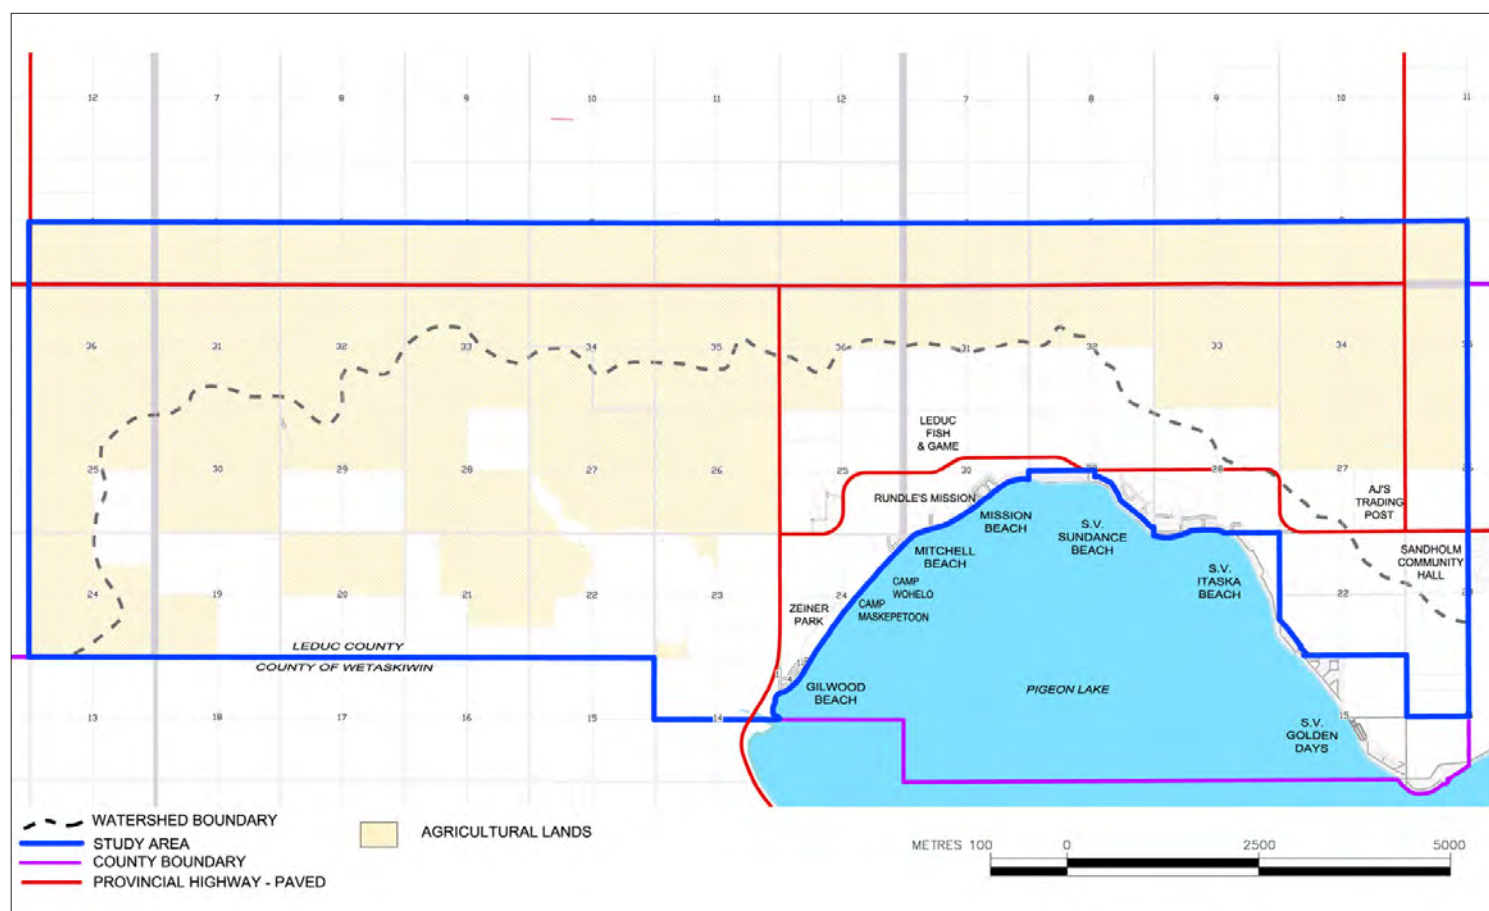 12 7 8 9 10 11 12 7 8 9 10 11
36 31 32 33 34 35 36 31 32 33 34 35
LEDUC
FISH
& GAME
25 30 29 27 26 25 30 28 27
RUNDLE'S MISSION
AJ'S
TRADING
POST
MISSION
BEACH
S.V.
SUNDANCE
BEACH
MITCHELL
BEACH
SANDHOLM
COMMUNITY
HALL
S.V.
ITASKA
BEACH
CAMP
WOHELO
24 19 20 21 22 23 24 22
CAMP
MASKEPETOON
ZEINER
PARK
LEDUC COUNTY
COUNTY OF WETASKIWIN
GILWOOD
BEACH
PIGEON LAKE
13 18 17 16 15 14 15
S.V.
GOLDEN
DAYS
WATERSHED BOUNDARY
STUDY AREA
COUNTY BOUNDARY
PROVINCIAL HIGHWAY - PAVED
AGRICULTURAL LANDS
METRES 100 0 2500 5000